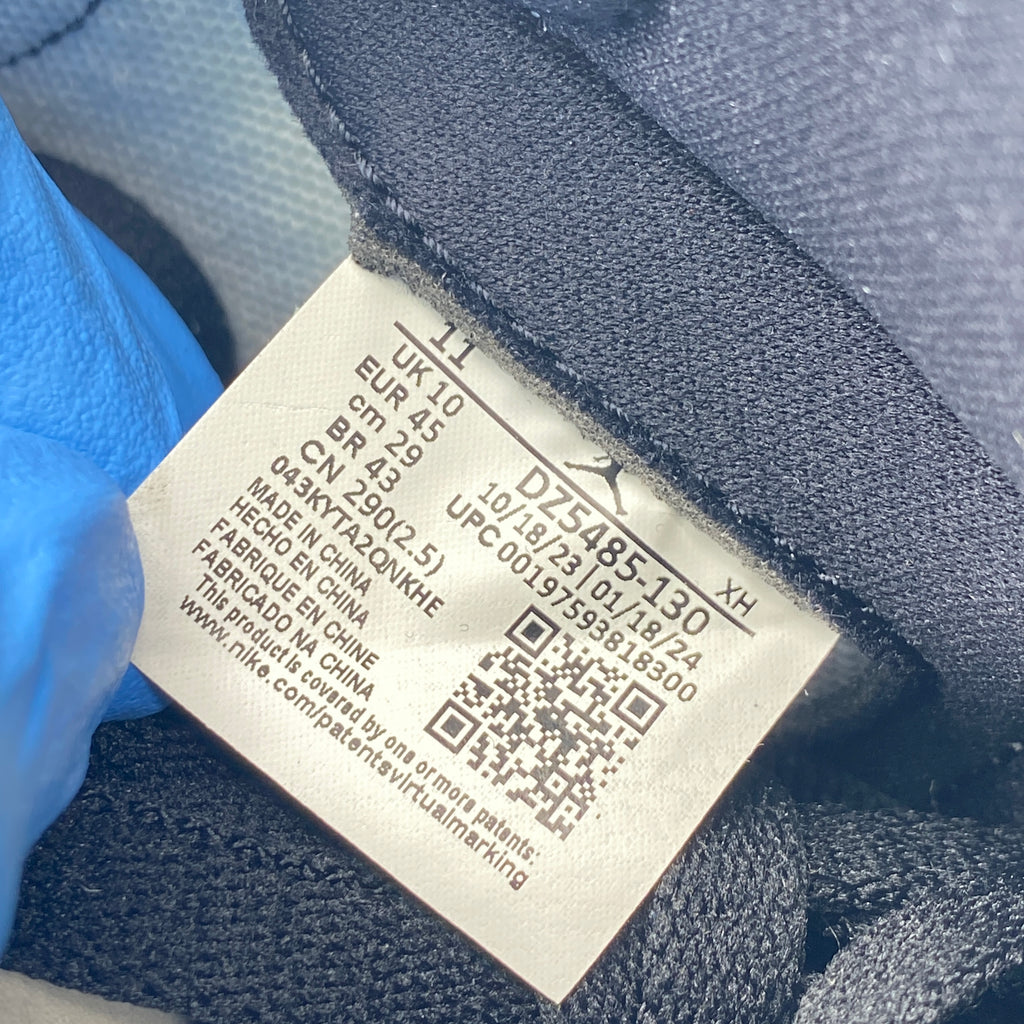 11
UK 10
EUR 45
cm 29
BR 43
CN 290(2.5)
043KYTA2QNKHE
MADE IN CHINA
HECHO EN CHINA
FABRIQUE EN CHINE
FABRICADO NA CHINA
This product is covered by one or more patents:
www.nike.com/patentsvirtualmarking
XH
DZ5485-130
10/18/23 | 01/18/24
UPC 00197593818300